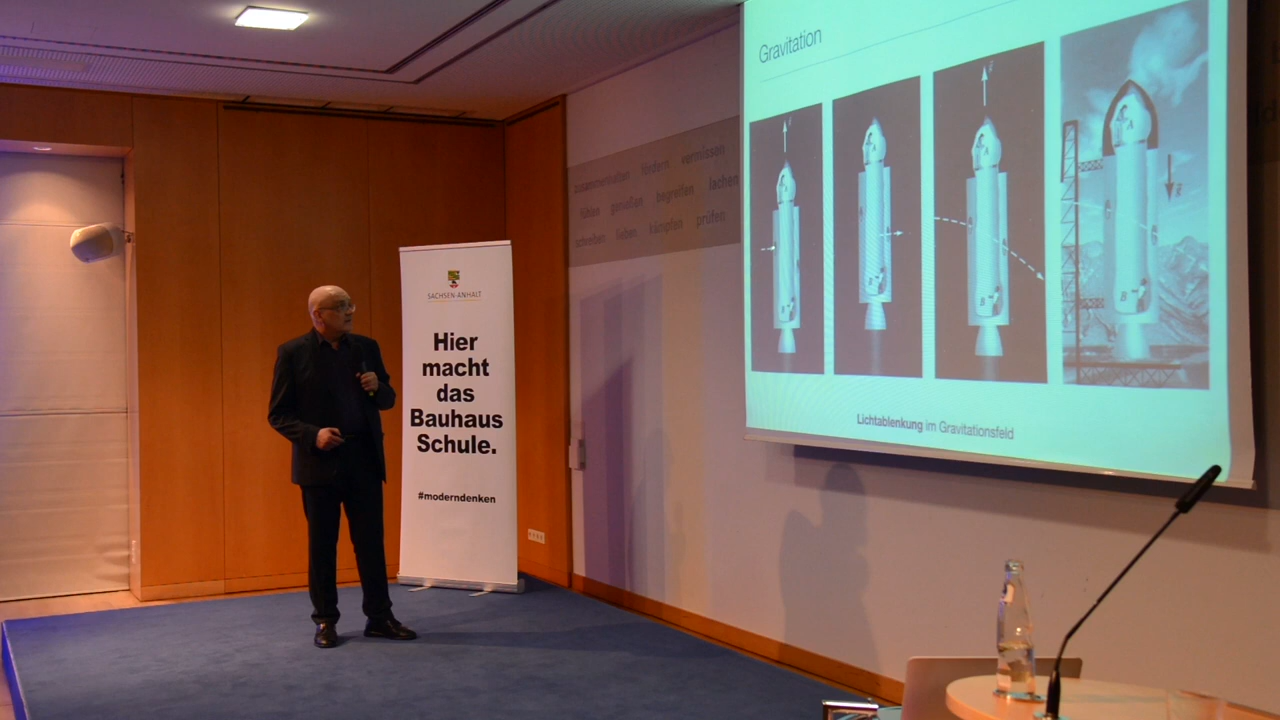 Gravitation
zusammenhalten fördern vermissen
fühlen genießen begreifen lachen
schreiben lieben kämpfen prüfen
SACHSEN-ANHALT
Hier
macht
das
Bauhaus
Schule.
#moderndenken
A
B
A
B
Lichtablenkung im Gravitationsfeld